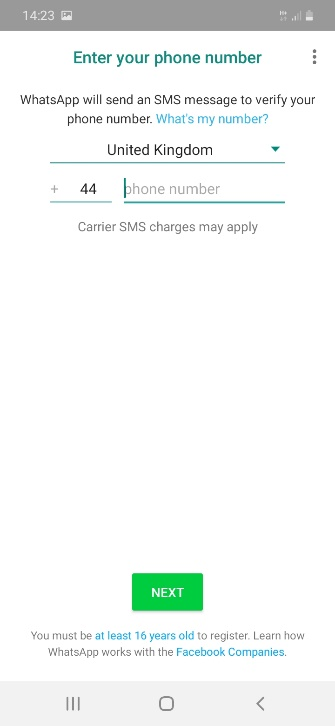 14:23
Enter your phone number
WhatsApp will send an SMS message to verify your
phone number. What's my number?
United Kingdom
+ 44 phone number
Carrier SMS charges may apply
NEXT
You must be at least 16 years old to register. Learn how
WhatsApp works with the Facebook Companies.